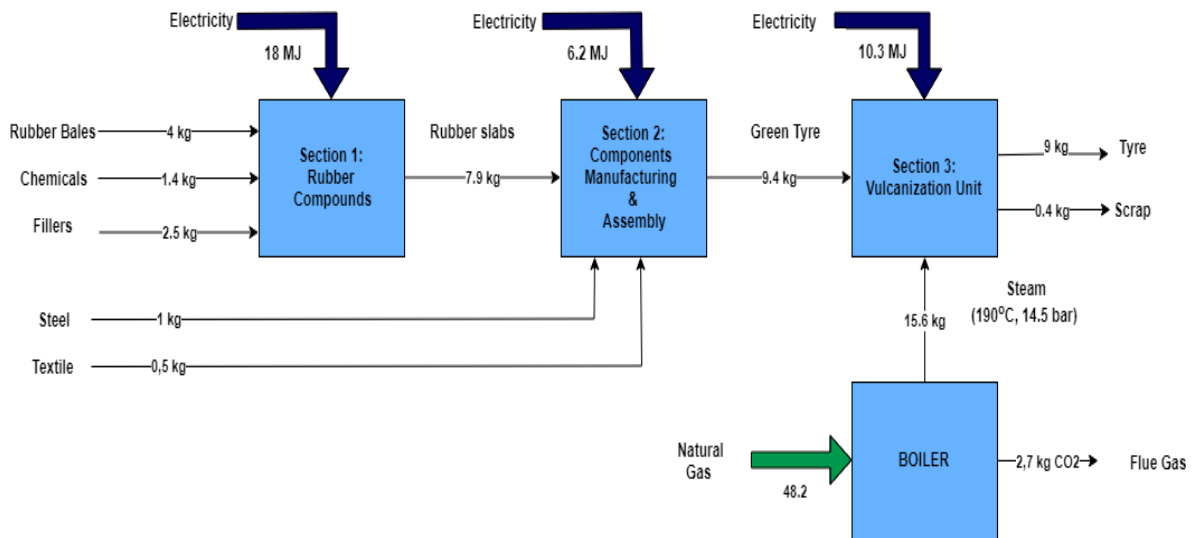 Electricity
18 MJ
Electricity
6.2 MJ
Electricity
10.3 MJ
Rubber Bales
4 kg
Chemicals
1.4 kg
Fillers
2.5 kg
Section 1:
Rubber
Compounds
Rubber slabs
7.9 kg
Section 2:
Components
Manufacturing
&
Assembly
Green Tyre
9.4 kg
Section 3:
Vulcanization Unit
9 kg
Tyre
0.4 kg
Scrap
Steel
1 kg
Textile
0,5 kg
15.6 kg
Steam
(190°C, 14.5 bar)
Natural
Gas
48.2
BOILER
2,7 kg CO2
Flue Gas